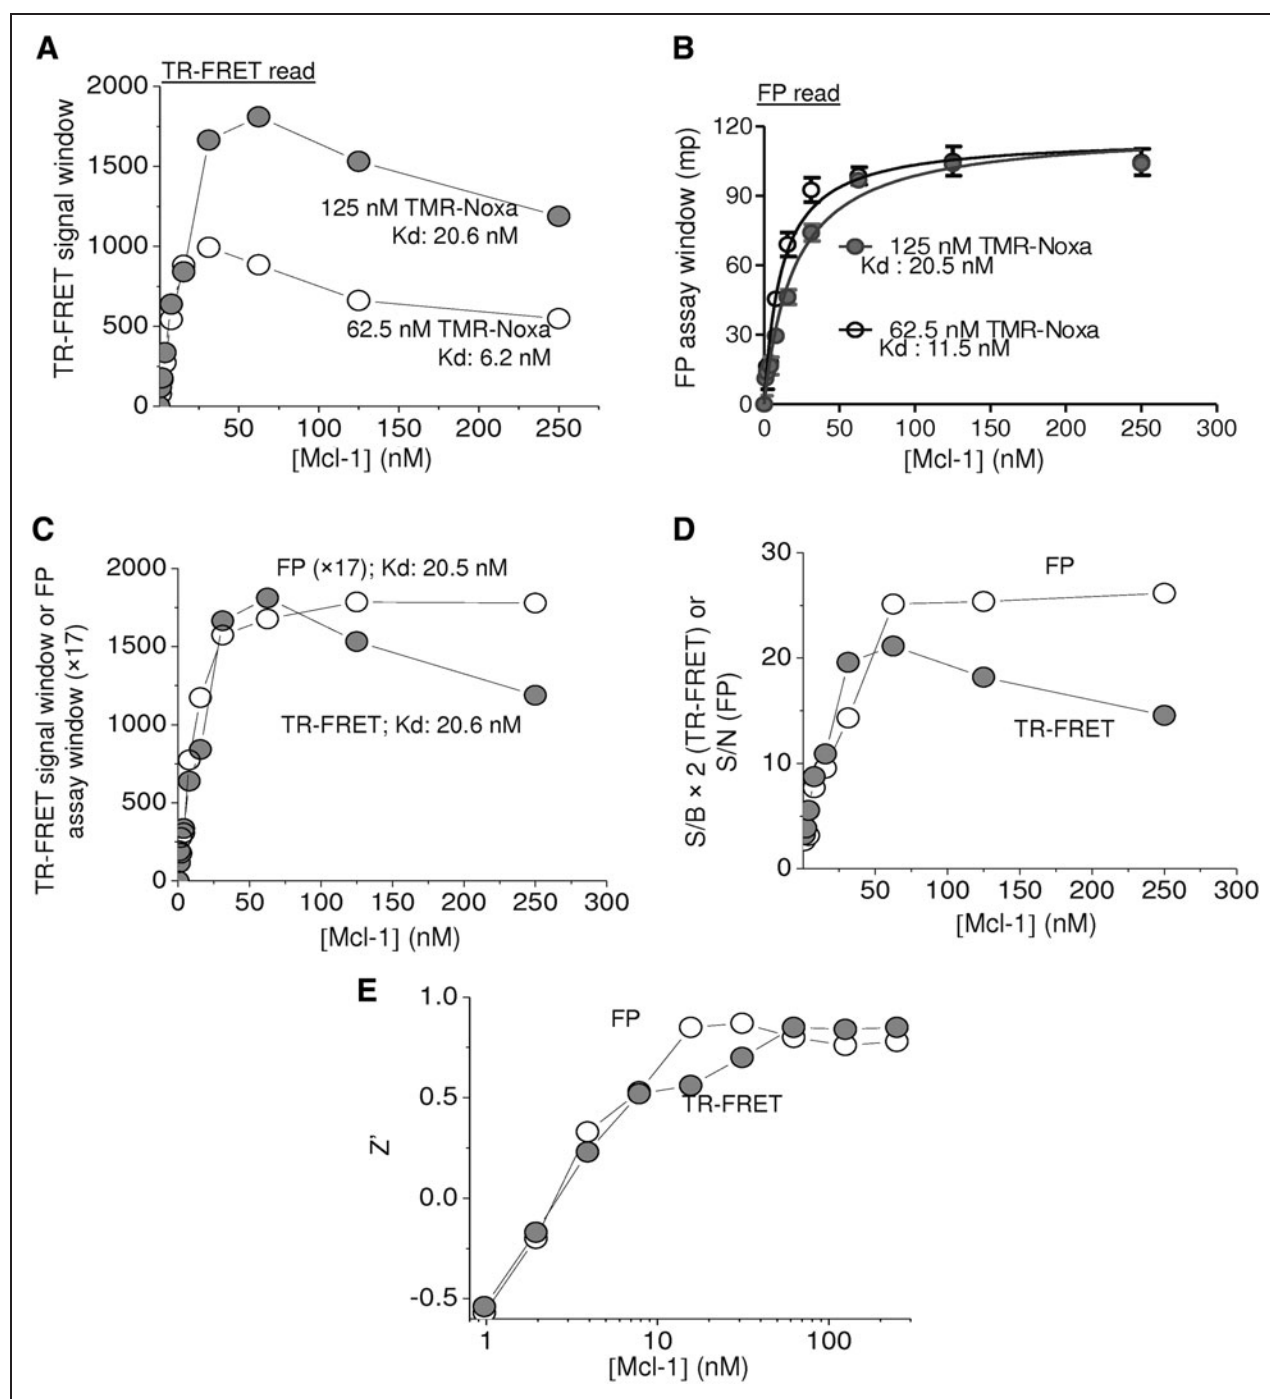 A
TR-FRET read
TR-FRET signal window
2000
1500
1000
500
0
125 nM TMR-Noxa
Kd: 20.6 nM
62.5 nM TMR-Noxa
Kd: 6.2 nM
50 100 150 200 250
[Mcl-1] (nM)
B
FP read
FP assay window (mp)
120
90
60
30
0
125 nM TMR-Noxa
Kd : 20.5 nM
62.5 nM TMR-Noxa
Kd : 11.5 nM
0 50 100 150 200 250 300
[Mcl-1] (nM)
C
TR-FRET signal window or FP
assay window (×17)
2000
1500
1000
500
0
FP (×17); Kd: 20.5 nM
TR-FRET; Kd: 20.6 nM
0 50 100 150 200 250 300
[Mcl-1] (nM)
D
S/B × 2 (TR-FRET) or
S/N (FP)
30
20
10
0
FP
TR-FRET
50 100 150 200 250 300
[Mcl-1] (nM)
E
Z'
1.0
0.5
0.0
-0.5
FP
TR-FRET
1 10 100
[Mcl-1] (nM)